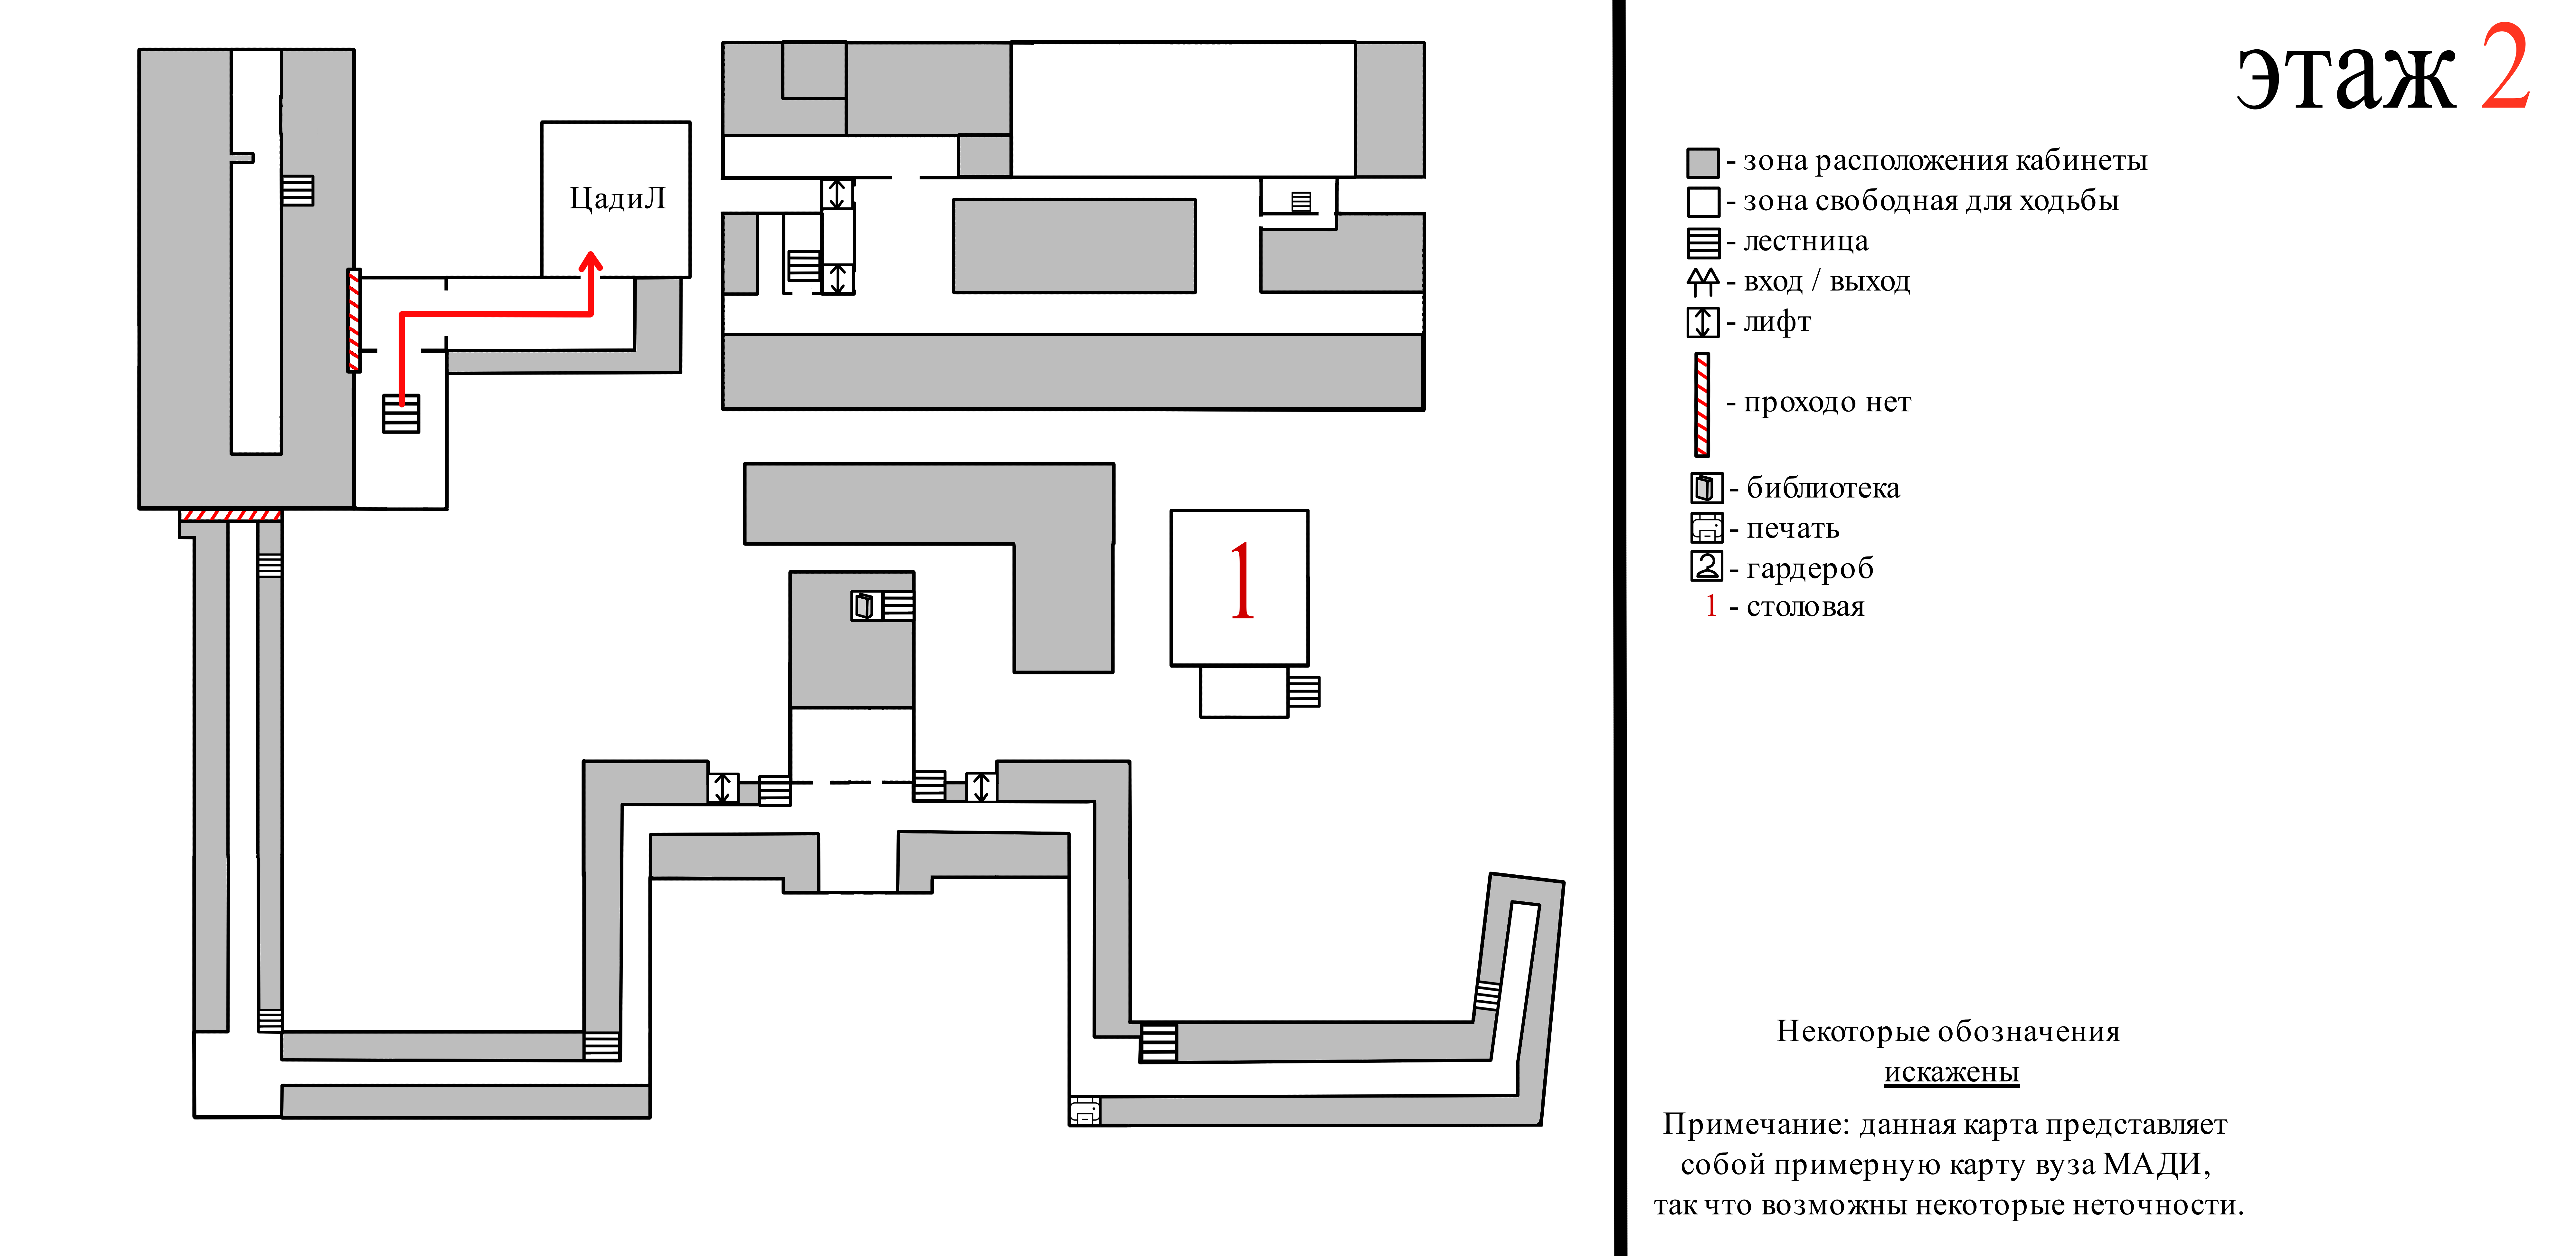 этаж 2
ЦадиЛ
1
- зона расположения кабинеты
- зона свободная для ходьбы
- лестница
- вход / выход
- лифт
- проходо нет
- библиотека
- печать
- гардероб
1 - столовая
Некоторые обозначения
искажены
Примечание: данная карта представляет
собой примерную карту вуза МАДИ,
так что возможны некоторые неточности.